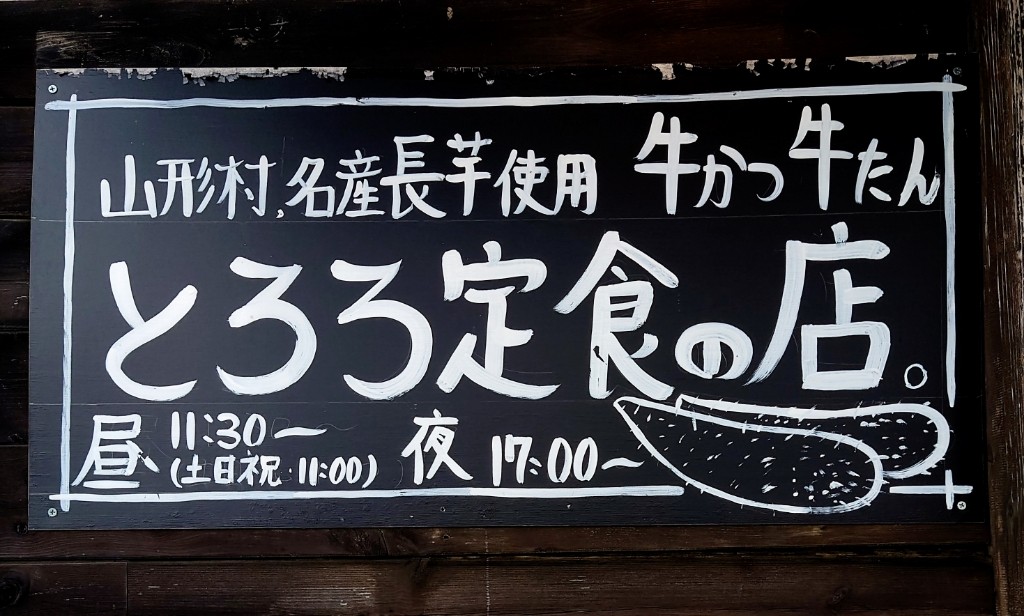 山形村、名産長芋使用 牛かつ牛たん
とろろ定食の店。
昼 11:30〜 夜 17:00〜
(土日祝 11:00)